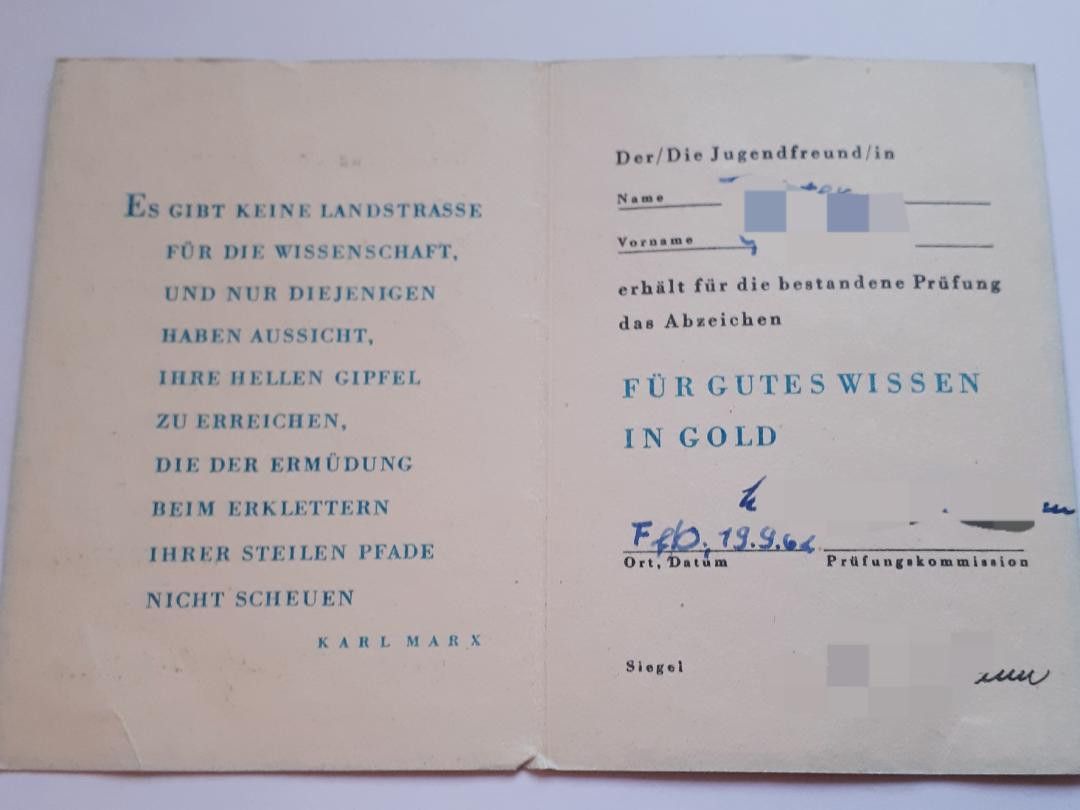 ES GIBT KEINE LANDSTRASSE
FÜR DIE WISSENSCHAFT,
UND NUR DIEJENIGEN
HABEN AUSSICHT,
IHRE HELLEN GIPFEL
ZU ERREICHEN,
DIE DER ERMÜDUNG
BEIM ERKLETTERN
IHRER STEILEN PFADE
NICHT SCHEUEN
KARL MARX
Der/Die Jugendfreund/in
Name
Vorname
erhält für die bestandene Prüfung
das Abzeichen
FÜR GUTES WISSEN
IN GOLD
19.9.
Ort, Datum Prüfungskommission
Siegel